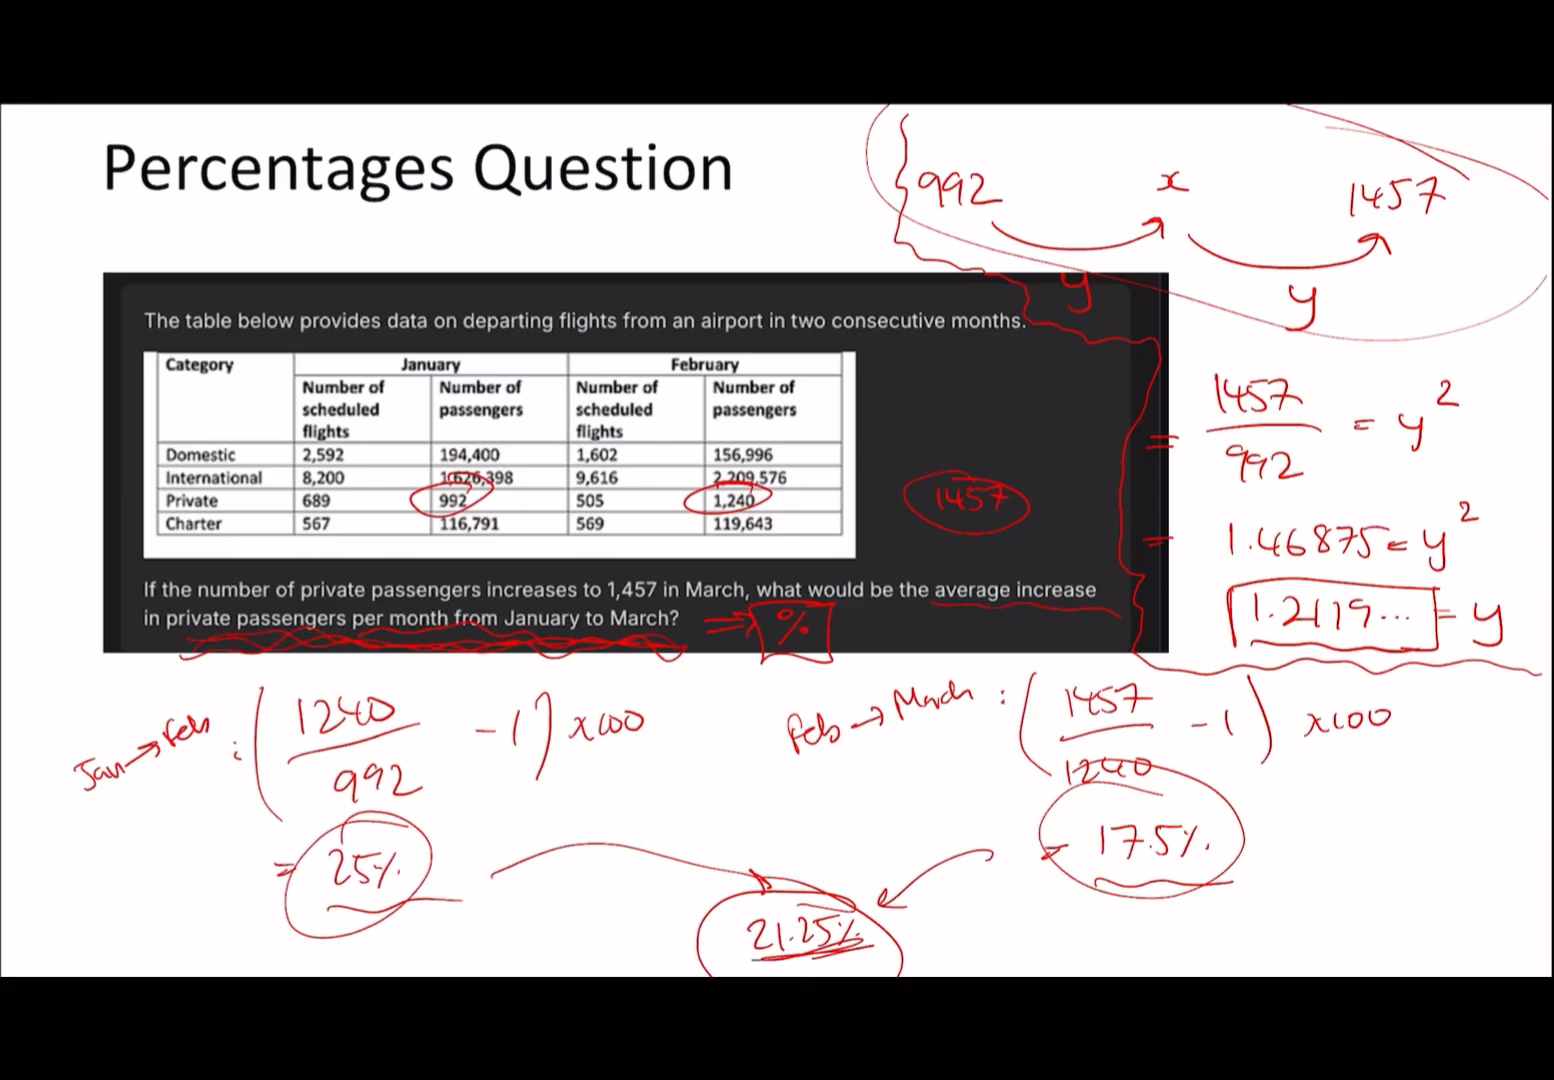 Percentages Question
992 x 1457
y y
The table below provides data on departing flights from an airport in two consecutive months.
Category January February
Number of scheduled flights Number of passengers Number of scheduled flights Number of passengers
Domestic 2,592 194,400 1,602 156,996
International 8,200 1,626,398 9,616 2,209,576
Private 689 992 505 1,240
Charter 567 116,791 569 119,643
1457
If the number of private passengers increases to 1,457 in March, what would be the average increase
in private passengers per month from January to March? ⇒ %
= 1457/992 = y²
= 1.46875 = y²
1.2119... = y
Jan → Feb : (1240/992 - 1) x100
= 25%
Feb → March : (1457/1240 - 1) x100
= 17.5%
21.25%